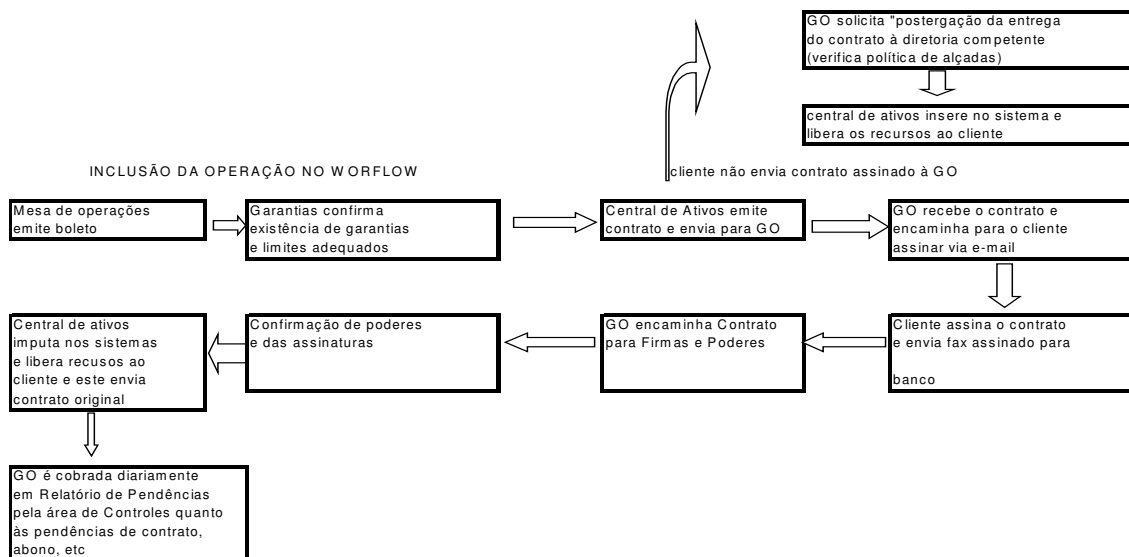 GO solicita "postergação da entrega
do contrato à diretoria competente
(verifica política de alçadas)
central de ativos insere no sistema e
libera os recursos ao cliente
INCLUSÃO DA OPERAÇÃO NO WORFLOW
cliente não envia contrato assinado à GO
Mesa de operações
emite boleto
Garantias confirma
existência de garantias
e limites adequados
Central de Ativos emite
contrato e envia para GO
GO recebe o contrato e
encaminha para o cliente
assinar via e-mail
Cliente assina o contrato
e envia fax assinado para
banco
GO encaminha Contrato
para Firmas e Poderes
Confirmação de poderes
e das assinaturas
Central de ativos
imputa nos sistemas
e libera recusos ao
cliente e este envia
contrato original
GO é cobrada diariamente
em Relatório de Pendências
pela área de Controles quanto
às pendências de contrato,
abono, etc